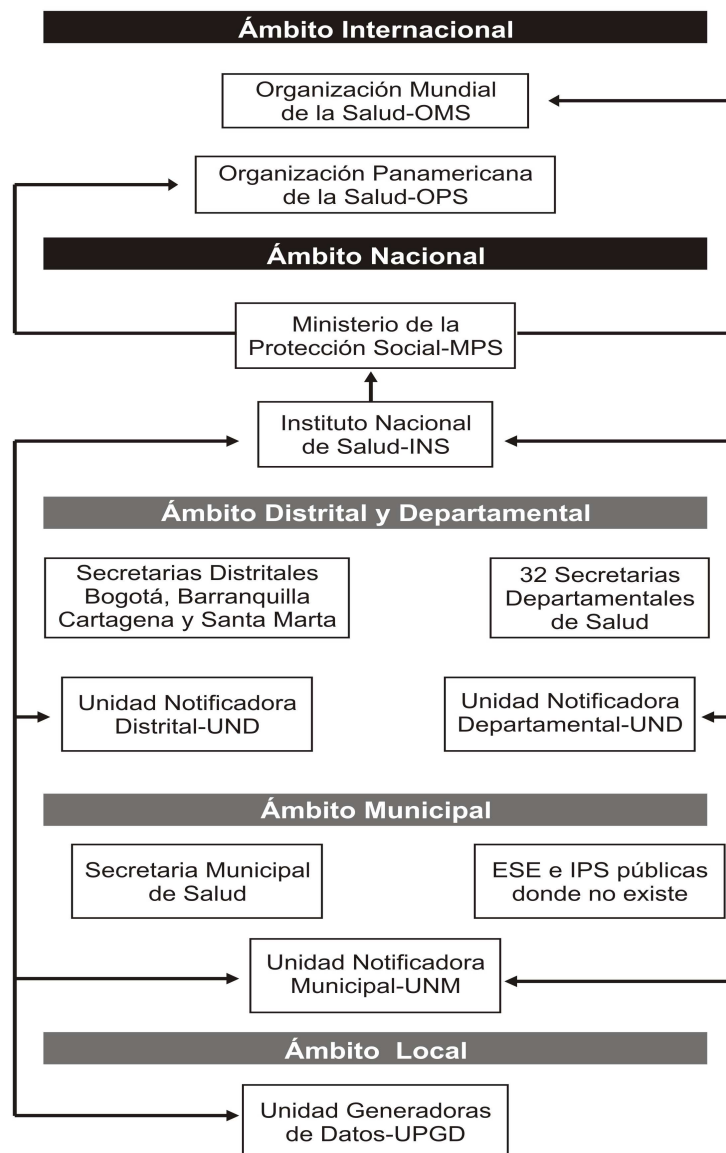 Ámbito Internacional
Organización Mundial
de la Salud-OMS
Organización Panamericana
de la Salud-OPS
Ámbito Nacional
Ministerio de la
Protección Social-MPS
Instituto Nacional
de Salud-INS
Ámbito Distrital y Departamental
Secretarias Distritales
Bogotá, Barranquilla
Cartagena y Santa Marta
32 Secretarias
Departamentales
de Salud
Unidad Notificadora
Distrital-UND
Unidad Notificadora
Departamental-UND
Ámbito Municipal
Secretaria Municipal
de Salud
ESE e IPS públicas
donde no existe
Unidad Notificadora
Municipal-UNM
Ámbito Local
Unidad Generadoras
de Datos-UPGD